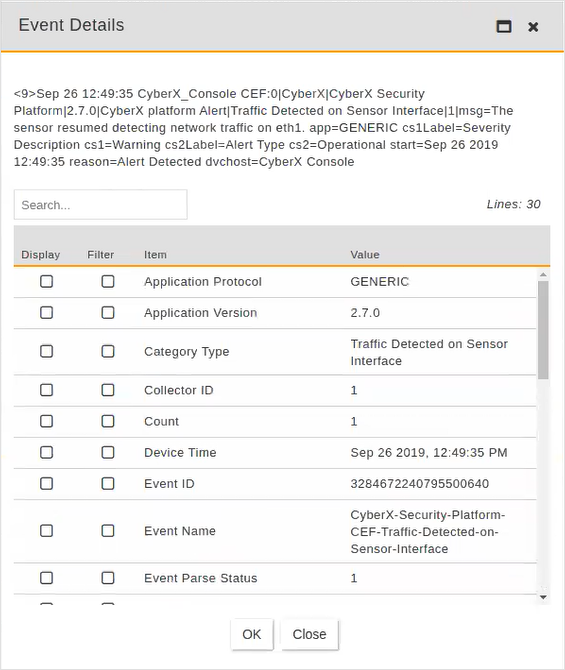 Event Details
<9>Sep 26 12:49:35 CyberX_Console CEF:0|CyberX|CyberX Security
Platform|2.7.0|CyberX platform Alert|Traffic Detected on Sensor Interface|1|msg=The
sensor resumed detecting network traffic on eth1. app=GENERIC cs1Label=Severity
Description cs1=Warning cs2Label=Alert Type cs2=Operational start=Sep 26 2019
12:49:35 reason=Alert Detected dvchost=CyberX Console
Search... Lines: 30
Display Filter Item Value
Application Protocol GENERIC
Application Version 2.7.0
Category Type Traffic Detected on Sensor
Interface
Collector ID 1
Count 1
Device Time Sep 26 2019, 12:49:35 PM
Event ID 3284672240795500640
Event Name CyberX-Security-Platform-
CEF-Traffic-Detected-on-
Sensor-Interface
Event Parse Status 1
OK Close